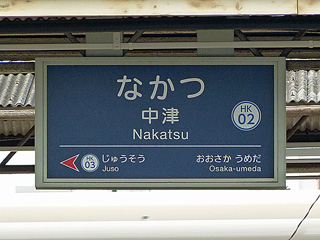 なかつ
中津
Nakatsu
HK
02
HK
03
じゅうそう
Juso
おおさか うめだ
Osaka-umeda